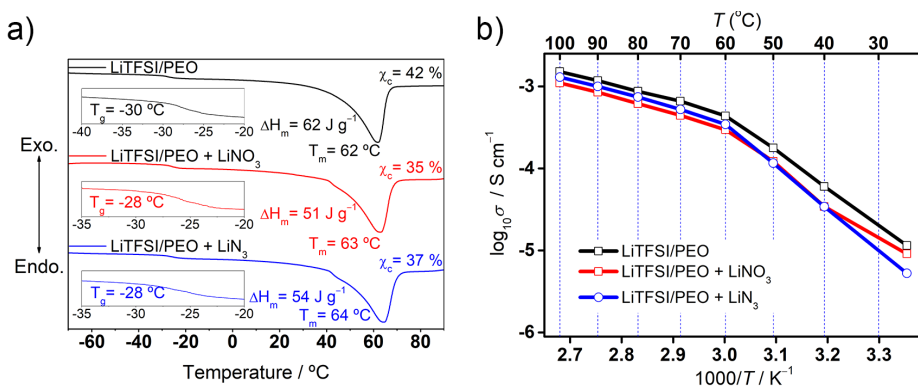 a)
LiTFSI/PEO
χc = 42 %
Tg = -30 ºC
-40 -35 -30 -25 -20
ΔHm = 62 J g⁻¹
Tm = 62 ºC
Exo.
Endo.
LiTFSI/PEO + LiNO3
χc = 35 %
Tg = -28 ºC
-35 -30 -25 -20
ΔHm = 51 J g⁻¹
Tm = 63 ºC
LiTFSI/PEO + LiN3
χc = 37 %
Tg = -28 ºC
-35 -30 -25 -20
ΔHm = 54 J g⁻¹
Tm = 64 ºC
-60 -40 -20 0 20 40 60 80
Temperature / ºC
b)
T (°C)
100 90 80 70 60 50 40 30
-3
-4
-5
-6
log10σ / S cm⁻¹
LiTFSI/PEO
LiTFSI/PEO + LiNO3
LiTFSI/PEO + LiN3
2.7 2.8 2.9 3.0 3.1 3.2 3.3
1000/T / K⁻¹